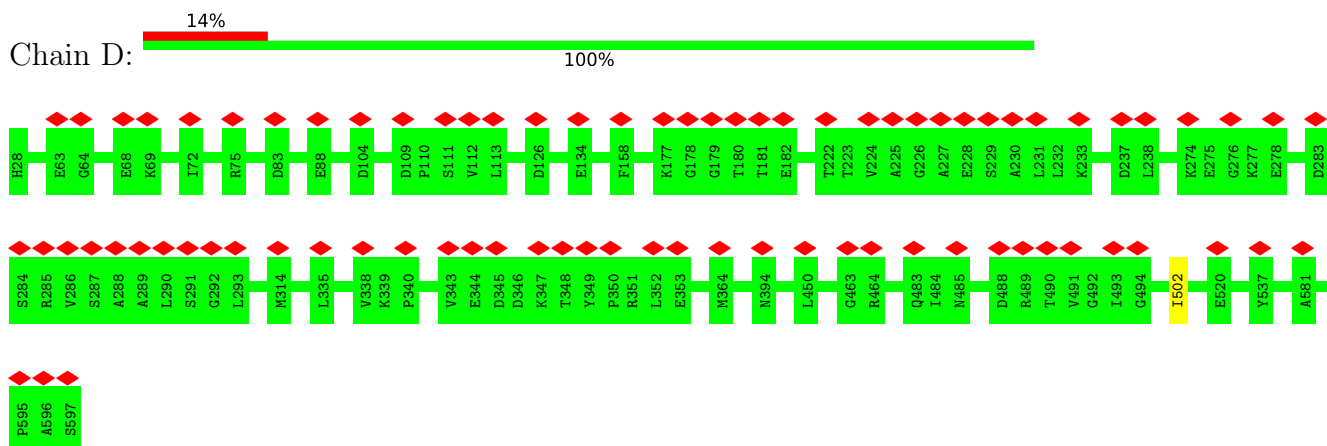 14%
Chain D:
100%
H28 E63 G64 E68 K69 I72 R75 D83 E88 D104 D109 P110 S111 V112 L113 D126 E134 F158 K177 G178 G179 T180 T181 E182 T222 T223 V224 A225 G226 A227 E228 S229 A230 L231 L232 K233 D237 L238 K274 E275 G276 K277 E278 D283
S284 R285 V286 S287 A288 A289 L290 S291 G292 L293 M314 L335 V338 K339 P340 V343 E344 D345 D346 K347 T348 Y349 P350 R351 L352 E353 M364 N394 L450 G463 R464 Q483 I484 N485 D488 R489 T490 V491 G492 I493 G494 I502 E520 Y537 A581
P595 A596 S597